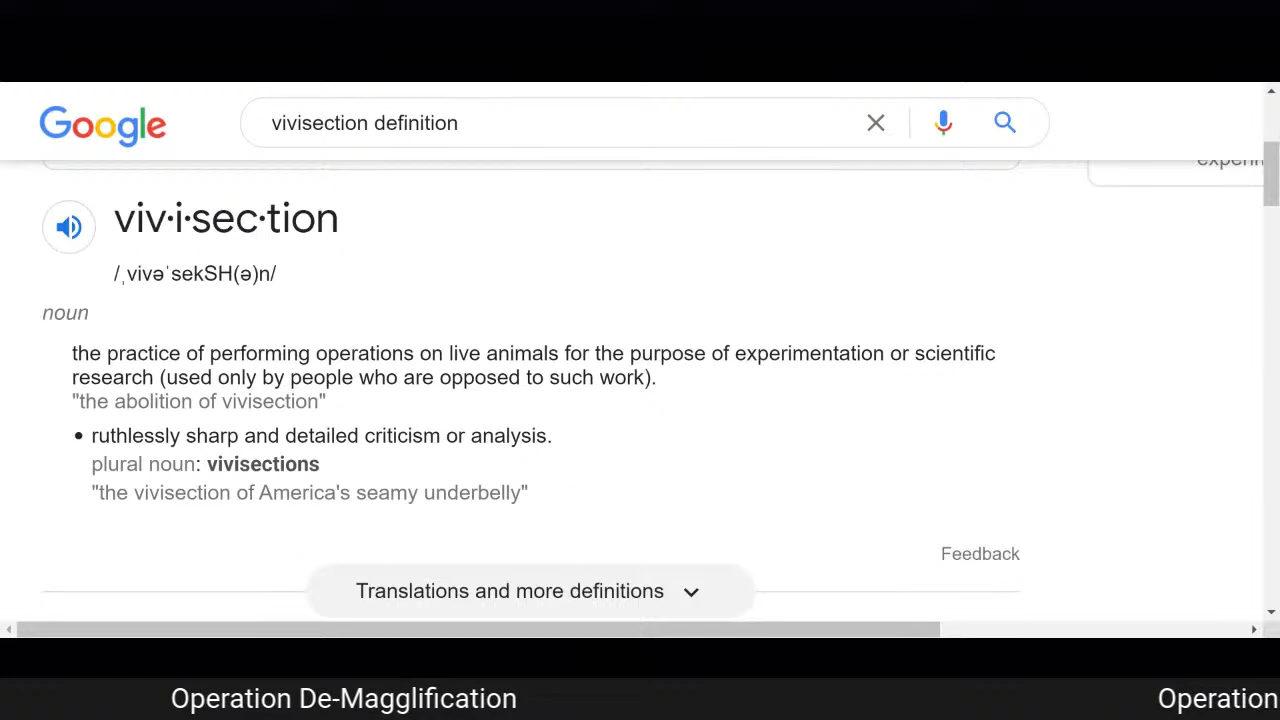 Google
vivisection definition
viv·i·sec·tion
/ˌvivəˈsekSH(ə)n/
noun
the practice of performing operations on live animals for the purpose of experimentation or scientific
research (used only by people who are opposed to such work).
"the abolition of vivisection"
• ruthlessly sharp and detailed criticism or analysis.
plural noun: vivisections
"the vivisection of America's seamy underbelly"
Feedback
Translations and more definitions
Operation De-Magglification
Operation